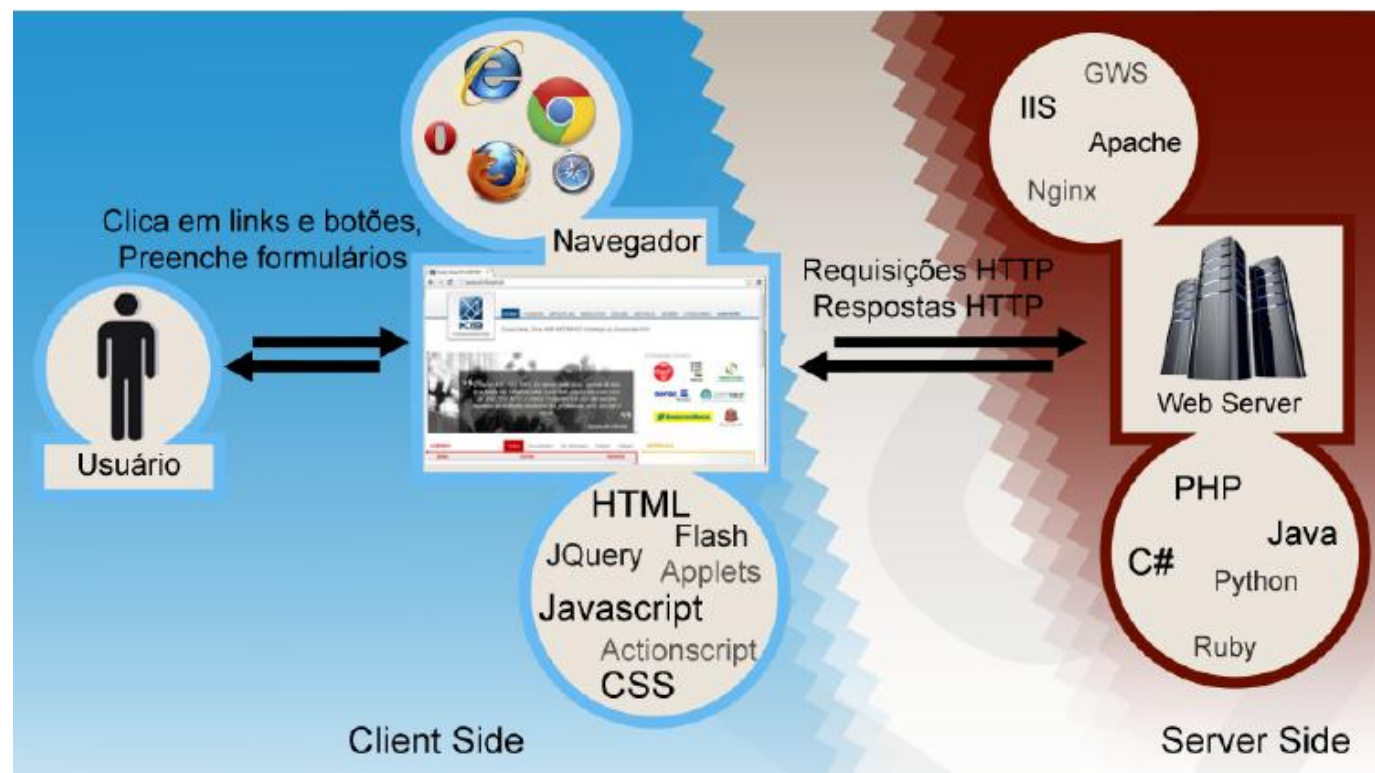 GWS
IIS
Apache
Nginx
Clica em links e botões,
Preenche formulários
Navegador
Requisições HTTP
Respostas HTTP
Web Server
Usuário
HTML
Flash
JQuery
Applets
Javascript
Actionscript
CSS
PHP
Java
C#
Python
Ruby
Client Side
Server Side